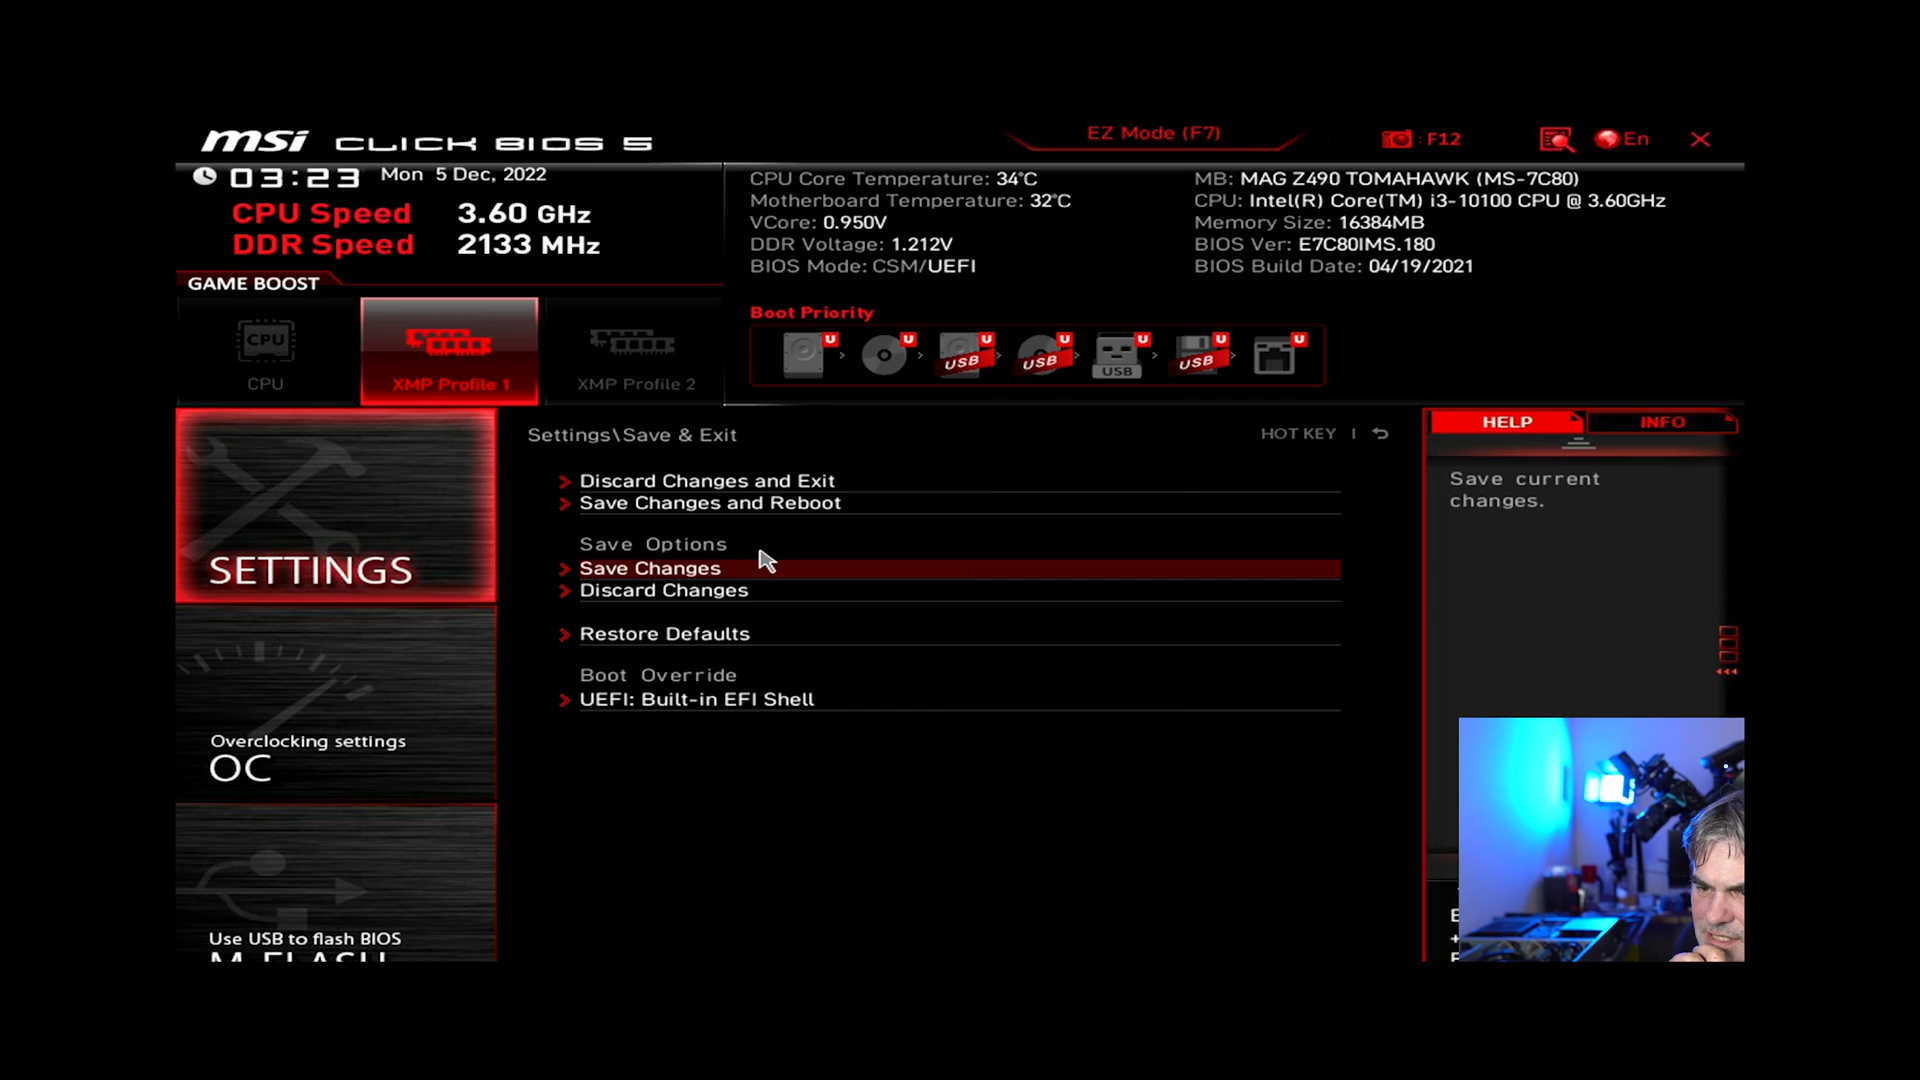 msi CLICK BIOS 5
EZ Mode (F7)
: F12
En
03:23 Mon 5 Dec, 2022
CPU Speed 3.60 GHz
DDR Speed 2133 MHz
CPU Core Temperature: 34°C
Motherboard Temperature: 32°C
VCore: 0.950V
DDR Voltage: 1.212V
BIOS Mode: CSM/UEFI
MB: MAG Z490 TOMAHAWK (MS-7C80)
CPU: Intel(R) Core(TM) i3-10100 CPU @ 3.60GHz
Memory Size: 16384MB
BIOS Ver: E7C80IMS.180
BIOS Build Date: 04/19/2021
GAME BOOST
CPU
CPU
XMP Profile 1
XMP Profile 2
Boot Priority
U U U U U U U
USB USB USB USB
SETTINGS
Overclocking settings
OC
Use USB to flash BIOS
M-FLASH
Settings\Save & Exit
HOT KEY |
> Discard Changes and Exit
> Save Changes and Reboot
Save Options
> Save Changes
> Discard Changes
> Restore Defaults
Boot Override
> UEFI: Built-in EFI Shell
HELP
INFO
Save current
changes.